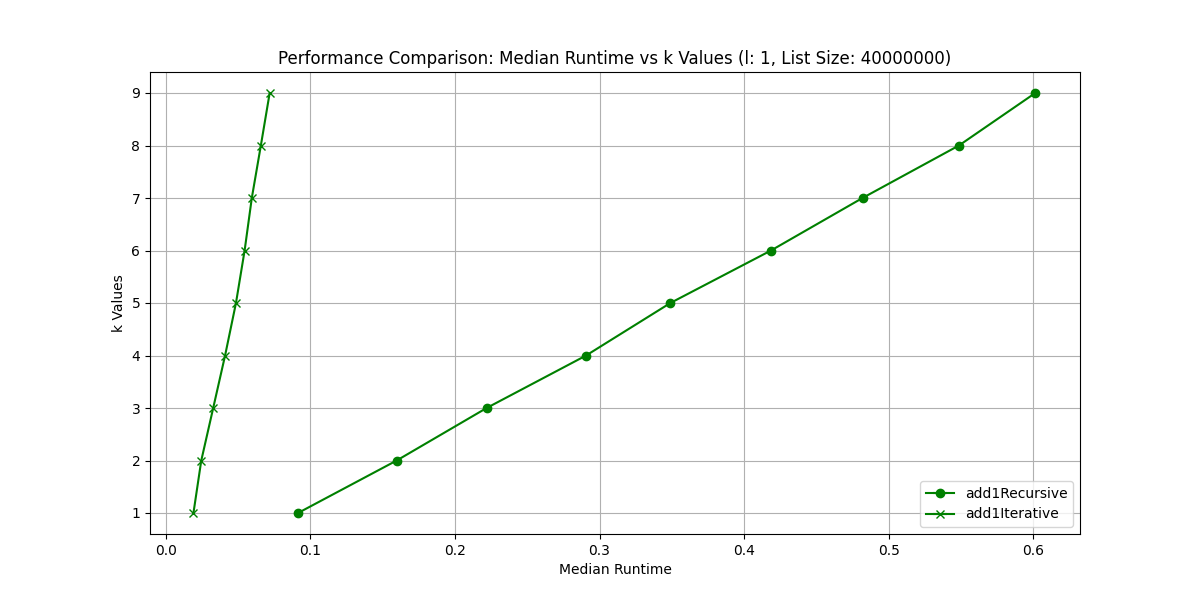 Performance Comparison: Median Runtime vs k Values (l: 1, List Size: 40000000)
k Values
9
8
7
6
5
4
3
2
1
0.0 0.1 0.2 0.3 0.4 0.5 0.6
Median Runtime
add1Recursive
add1Iterative